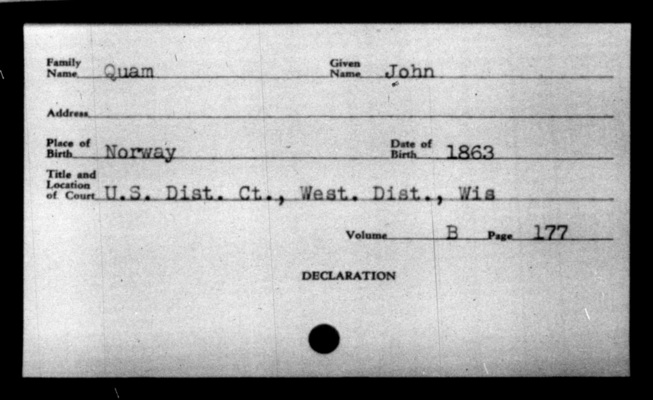 Family Name Quam Given Name John
Address
Place of Birth Norway Date of Birth 1863
Title and Location of Court U.S. Dist. Ct., West. Dist., Wis
Volume B Page 177
DECLARATION